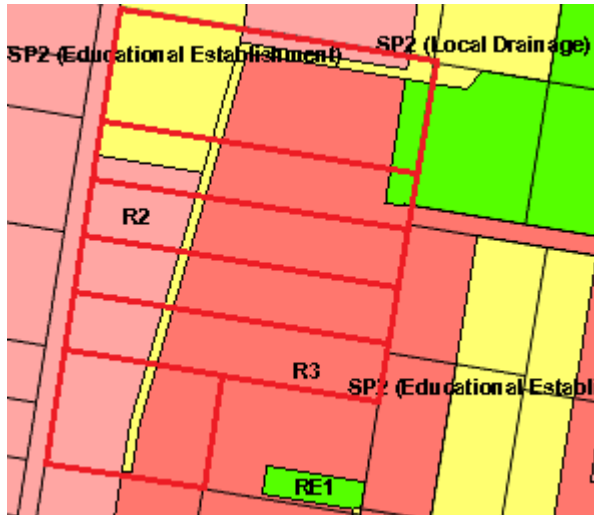 SP2 (Local Drainage)
SP2 (Educational Establishment)
R2
R3
SP2 (Educational Establ
RE1